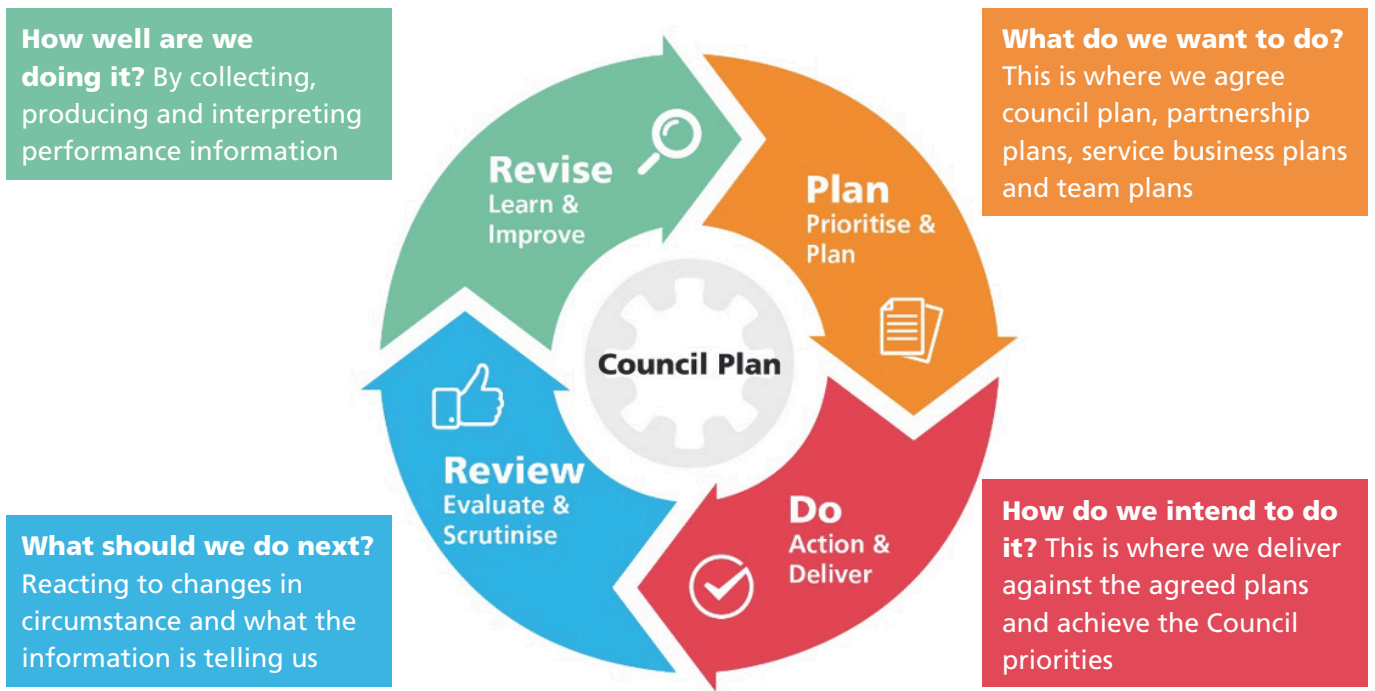 How well are we
doing it? By collecting,
producing and interpreting
performance information
What do we want to do?
This is where we agree
council plan, partnership
plans, service business plans
and team plans
Revise
Learn &
Improve
Plan
Prioritise &
Plan
Council Plan
Review
Evaluate &
Scrutinise
Do
Action &
Deliver
What should we do next?
Reacting to changes in
circumstance and what the
information is telling us
How do we intend to do
it? This is where we deliver
against the agreed plans
and achieve the Council
priorities